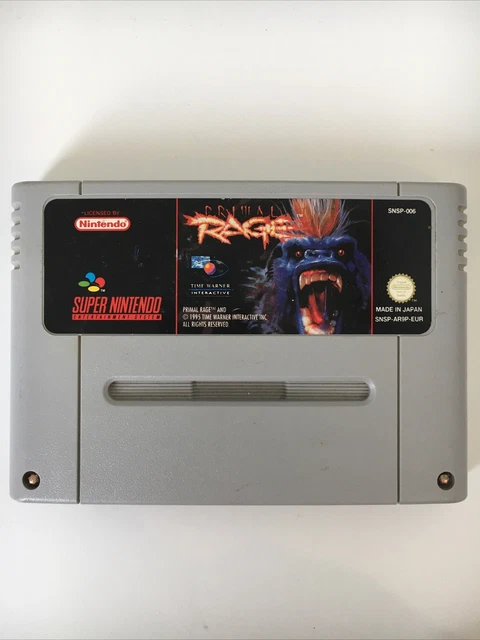 LICENSED BY
Nintendo
SUPER NINTENDO
ENTERTAINMENT SYSTEM
PRIMAL
RAGE
TIME WARNER
INTERACTIVE
PRIMAL RAGE™ AND
© 1995 TIME WARNER INTERACTIVE INC.
ALL RIGHTS RESERVED.
SNSP-006
MADE IN JAPAN
SNSP-AR9P-EUR